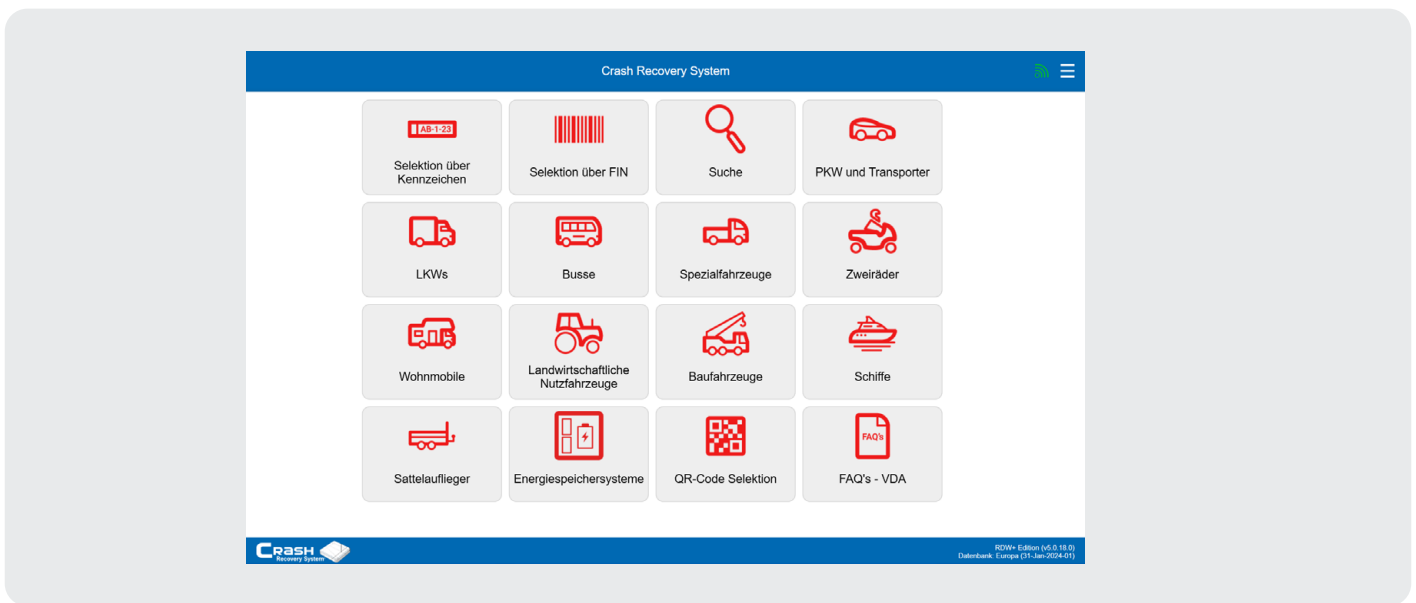 Crash Recovery System
AB-1-23
Selektion über
Kennzeichen
Selektion über FIN
Suche
PKW und Transporter
LKWs
Busse
Spezialfahrzeuge
Zweiräder
Wohnmobile
Landwirtschaftliche
Nutzfahrzeuge
Baufahrzeuge
Schiffe
Sattelauflieger
Energiespeichersysteme
QR-Code Selektion
FAQ's
FAQ's - VDA
CRASH
Recovery System
RDW+ Edition (v5.0.18.0)
Datenbank: Europa (31-Jan-2024-01)